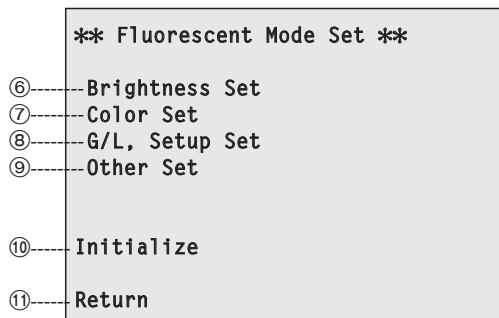 ** Fluorescent Mode Set **
⑥ Brightness Set
⑦ Color Set
⑧ G/L, Setup Set
⑨ Other Set
⑩ Initialize
⑪ Return